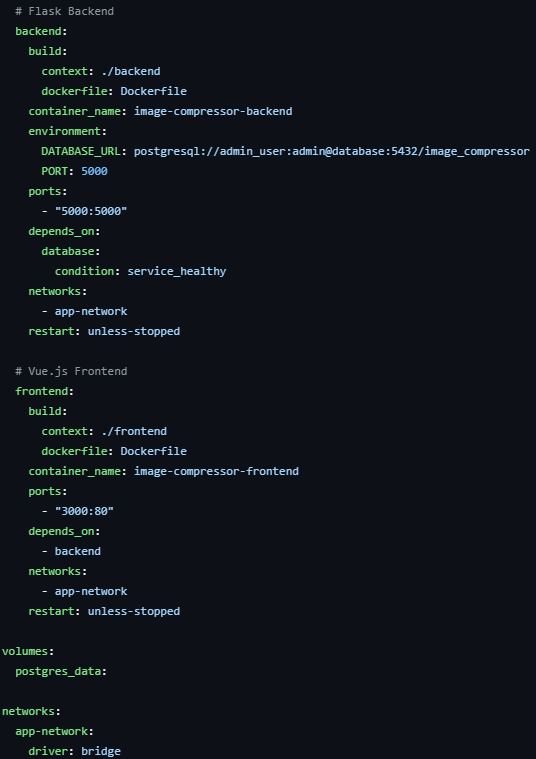 # Flask Backend
backend:
build:
context: ./backend
dockerfile: Dockerfile
container_name: image-compressor-backend
environment:
DATABASE_URL: postgresql://admin_user:admin@database:5432/image_compressor
PORT: 5000
ports:
- "5000:5000"
depends_on:
database:
condition: service_healthy
networks:
- app-network
restart: unless-stopped
# Vue.js Frontend
frontend:
build:
context: ./frontend
dockerfile: Dockerfile
container_name: image-compressor-frontend
ports:
- "3000:80"
depends_on:
- backend
networks:
- app-network
restart: unless-stopped
volumes:
postgres_data:
networks:
app-network:
driver: bridge